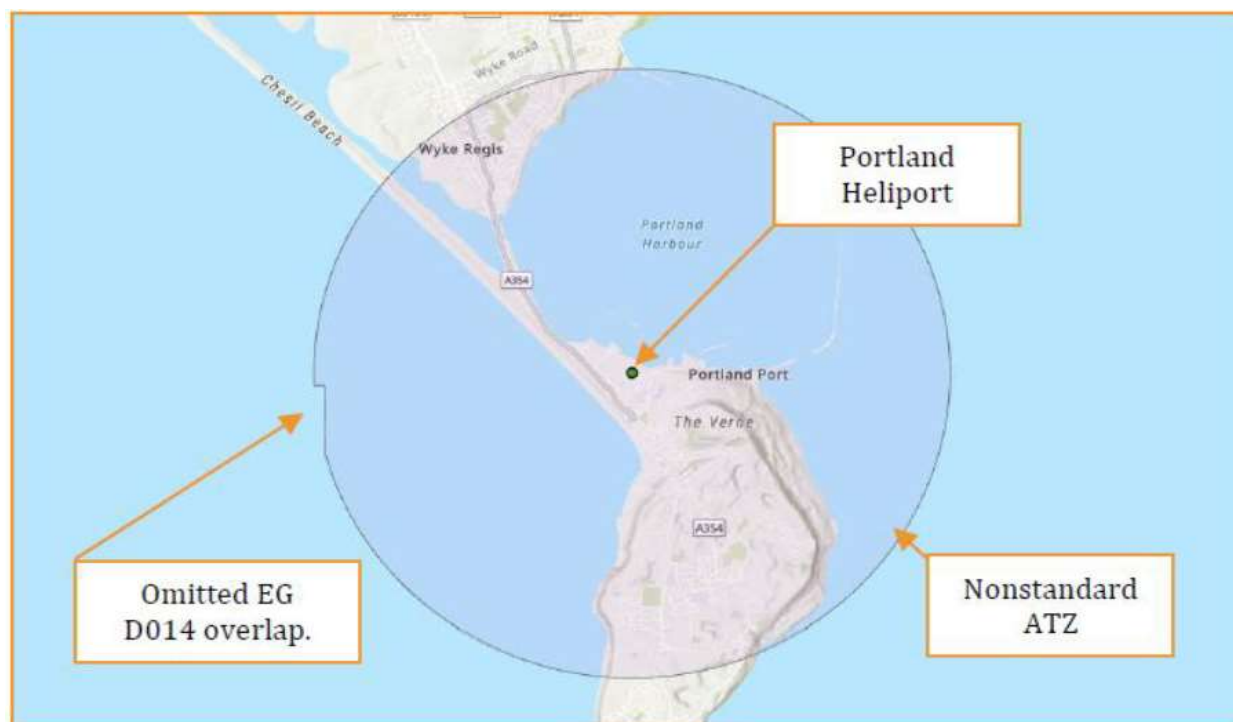 Wyke Road
Chesil Beach
Wyke Regis
Portland
Heliport
Portland
Harbour
A354
Portland Port
The Verne
A354
Omitted EG
D014 overlap.
Nonstandard
ATZ